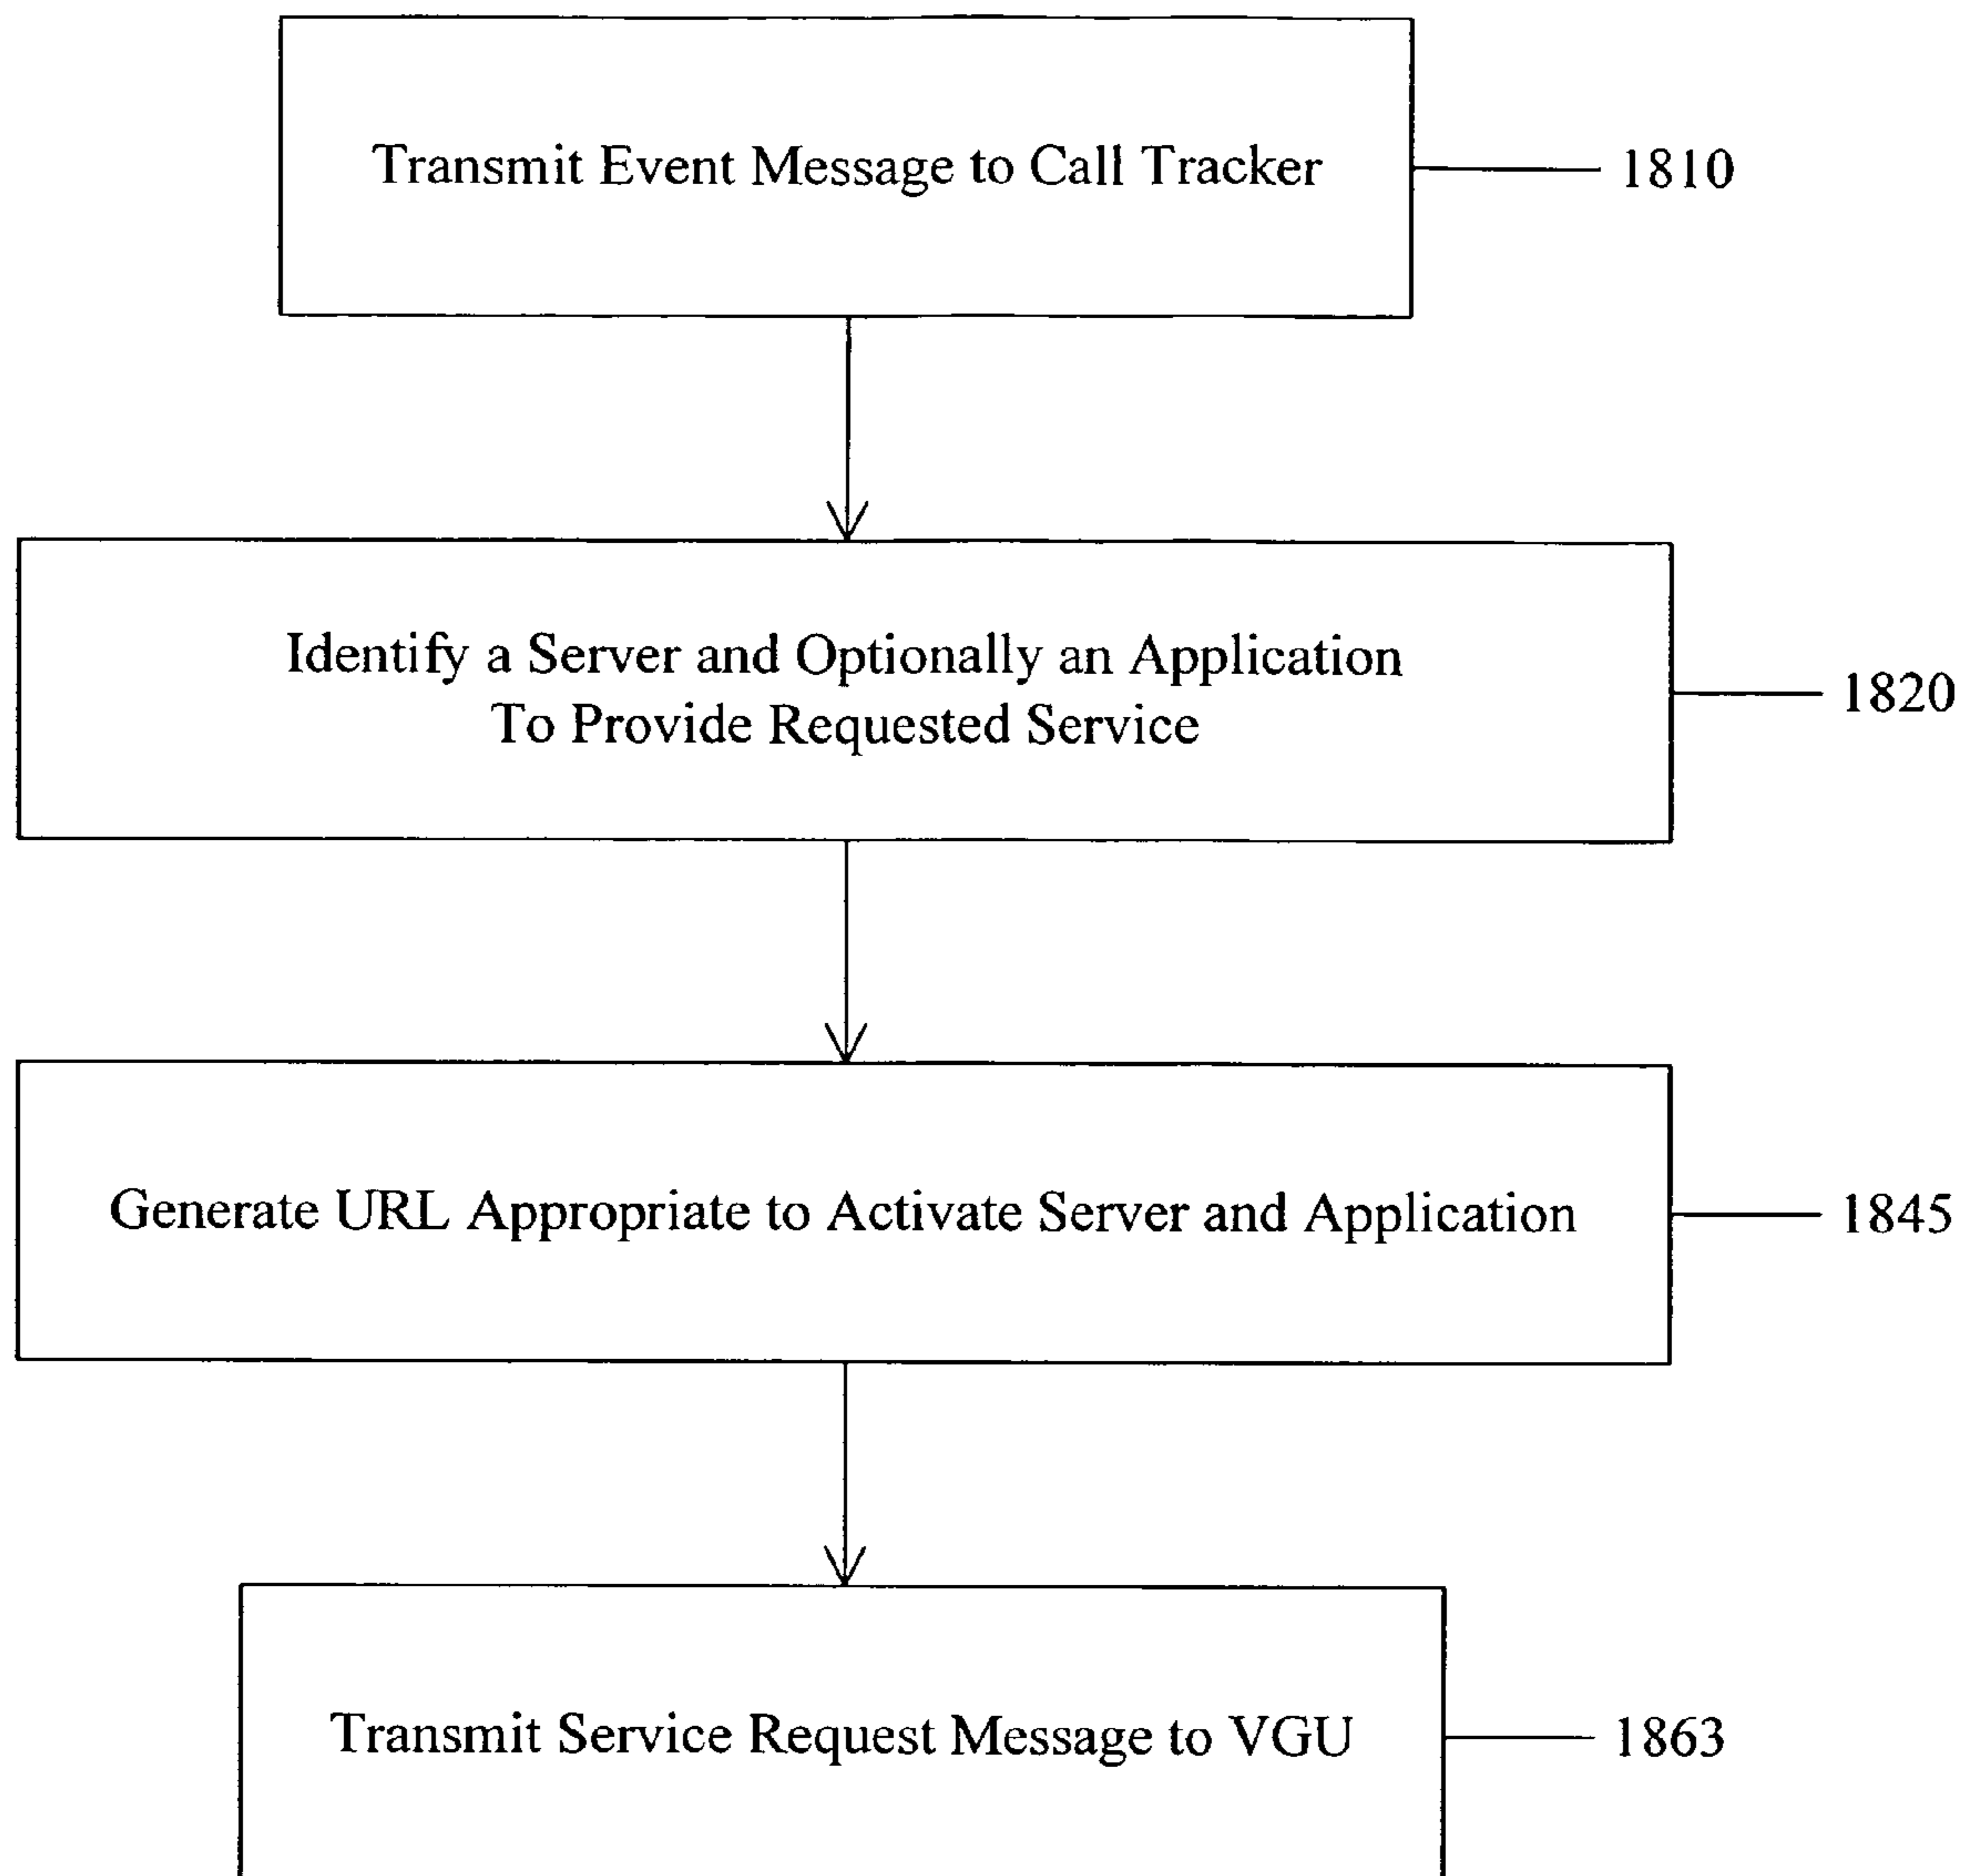 Transmit Event Message to Call Tracker
1810
Identify a Server and Optionally an Application
To Provide Requested Service
1820
Generate URL Appropriate to Activate Server and Application
1845
Transmit Service Request Message to VGU
1863